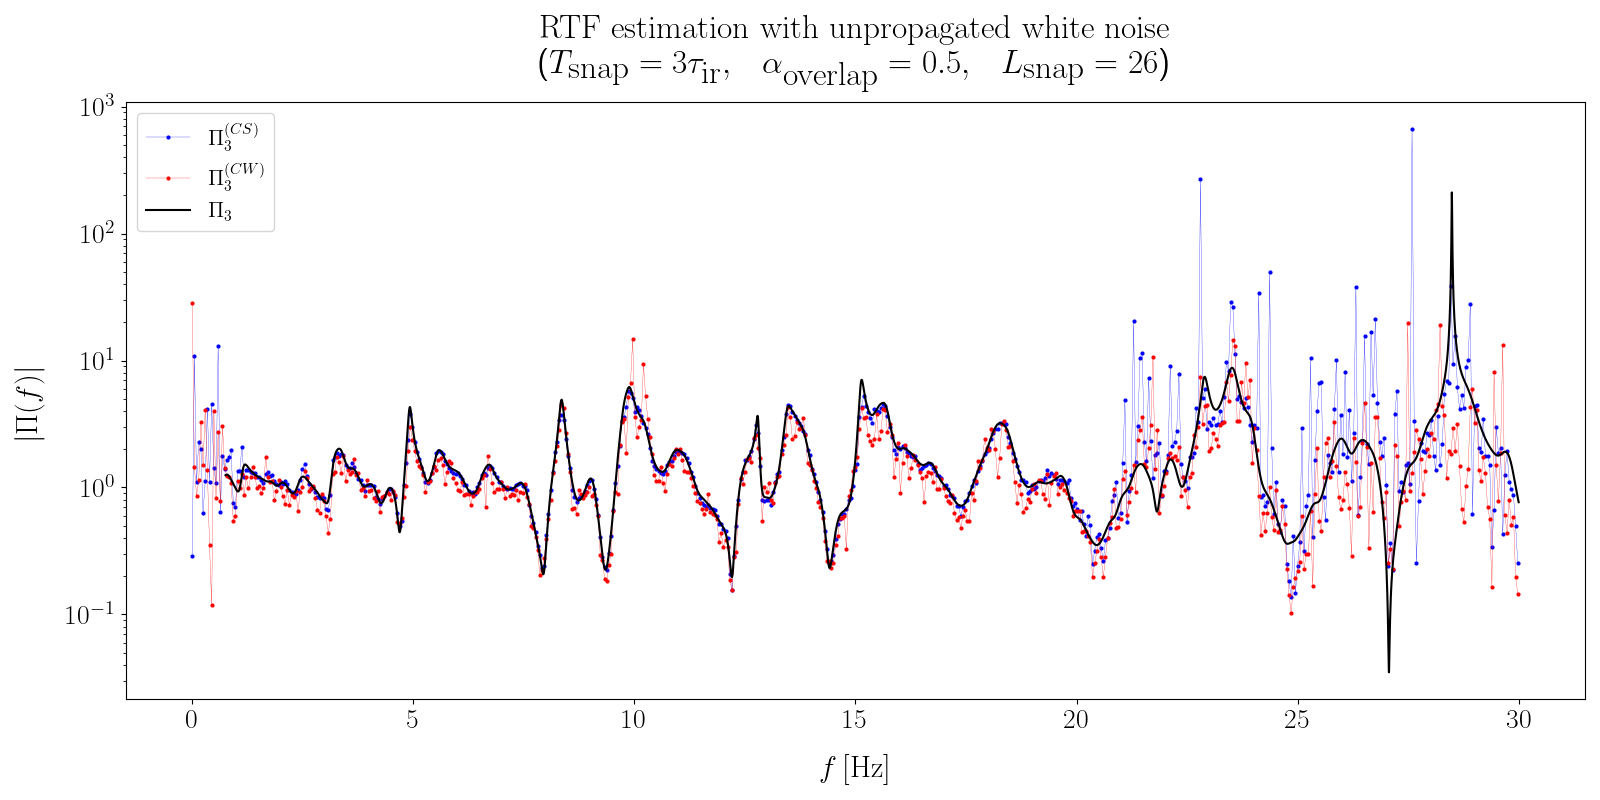 RTF estimation with unpropagated white noise
(T_snap = 3τ_ir, α_overlap = 0.5, L_snap = 26)
Π_3^(CS)
Π_3^(CW)
Π_3
|Π(f)|
10^3
10^2
10^1
10^0
10^−1
0 5 10 15 20 25 30
f [Hz]